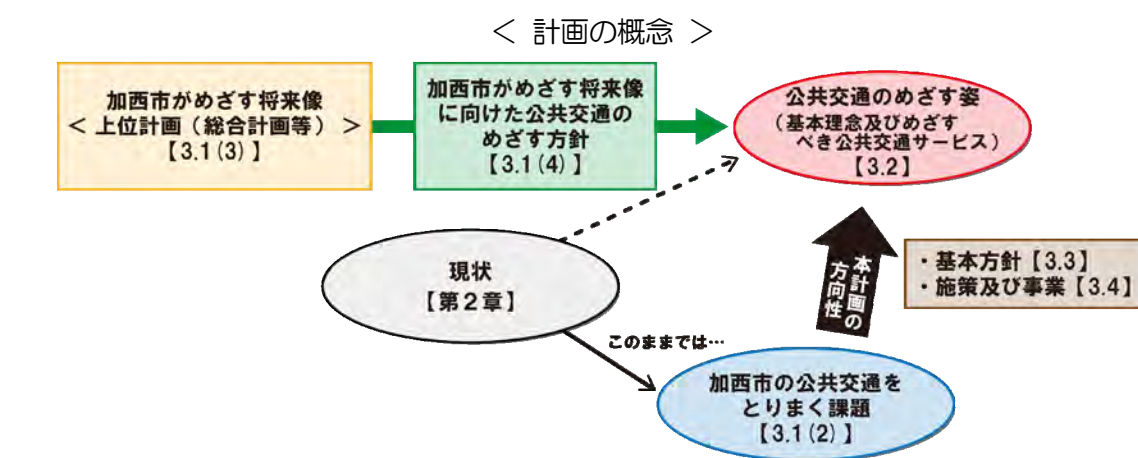 ＜ 計画の概念 ＞
加西市がめざす将来像
＜ 上位計画（総合計画等） ＞
【3.1(3) 】
加西市がめざす将来像
に向けた公共交通の
めざす方針
【3.1(4) 】
公共交通のめざす姿
（基本理念及びめざす
べき公共交通サービス）
【3.2】
現状
【第２章】
このままでは…
本計画の
方向性
・基本方針【3.3】
・施策及び事業【3.4】
加西市の公共交通を
とりまく課題
【3.1(2) 】